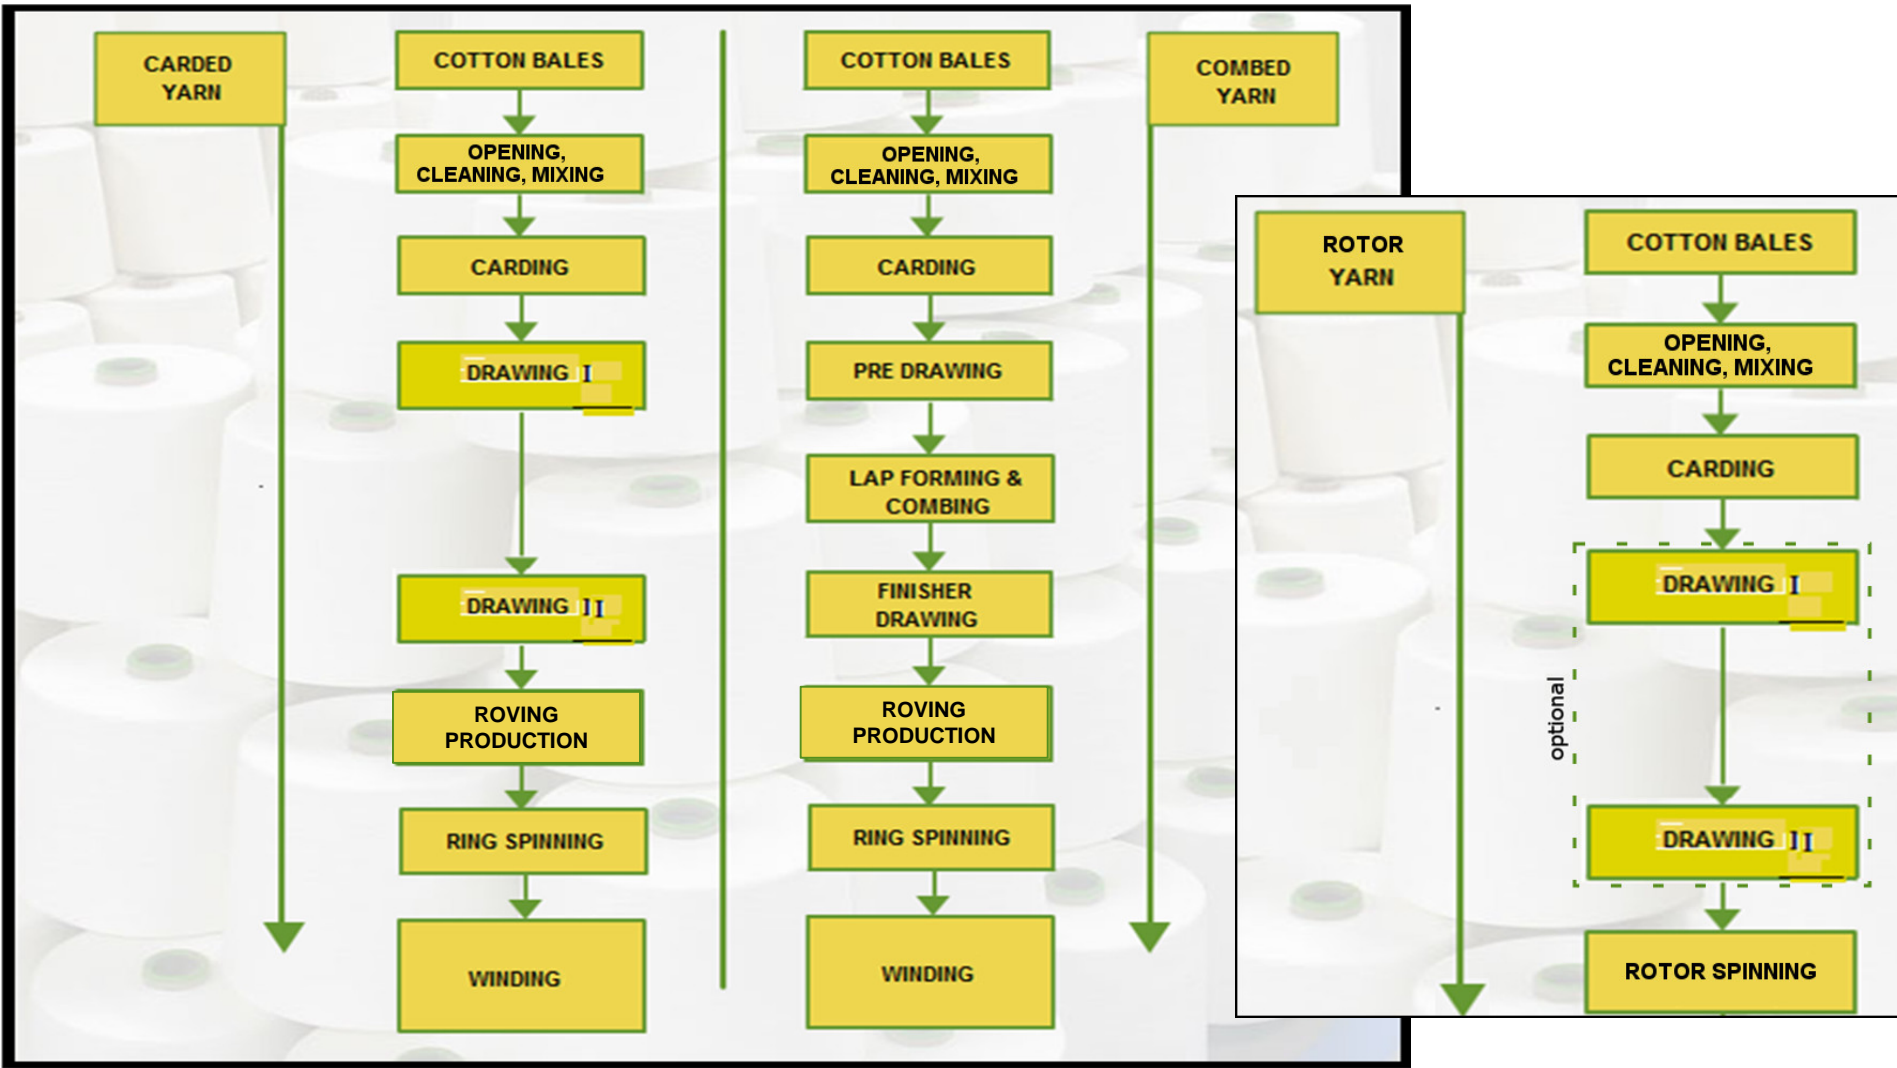 CARDED
YARN
COTTON BALES
OPENING,
CLEANING, MIXING
CARDING
DRAWING I
DRAWING II
ROVING
PRODUCTION
RING SPINNING
WINDING
COTTON BALES
OPENING,
CLEANING, MIXING
CARDING
PRE DRAWING
LAP FORMING &
COMBING
FINISHER
DRAWING
ROVING
PRODUCTION
RING SPINNING
WINDING
COMBED
YARN
ROTOR
YARN
COTTON BALES
OPENING,
CLEANING, MIXING
CARDING
optional
DRAWING I
DRAWING II
ROTOR SPINNING